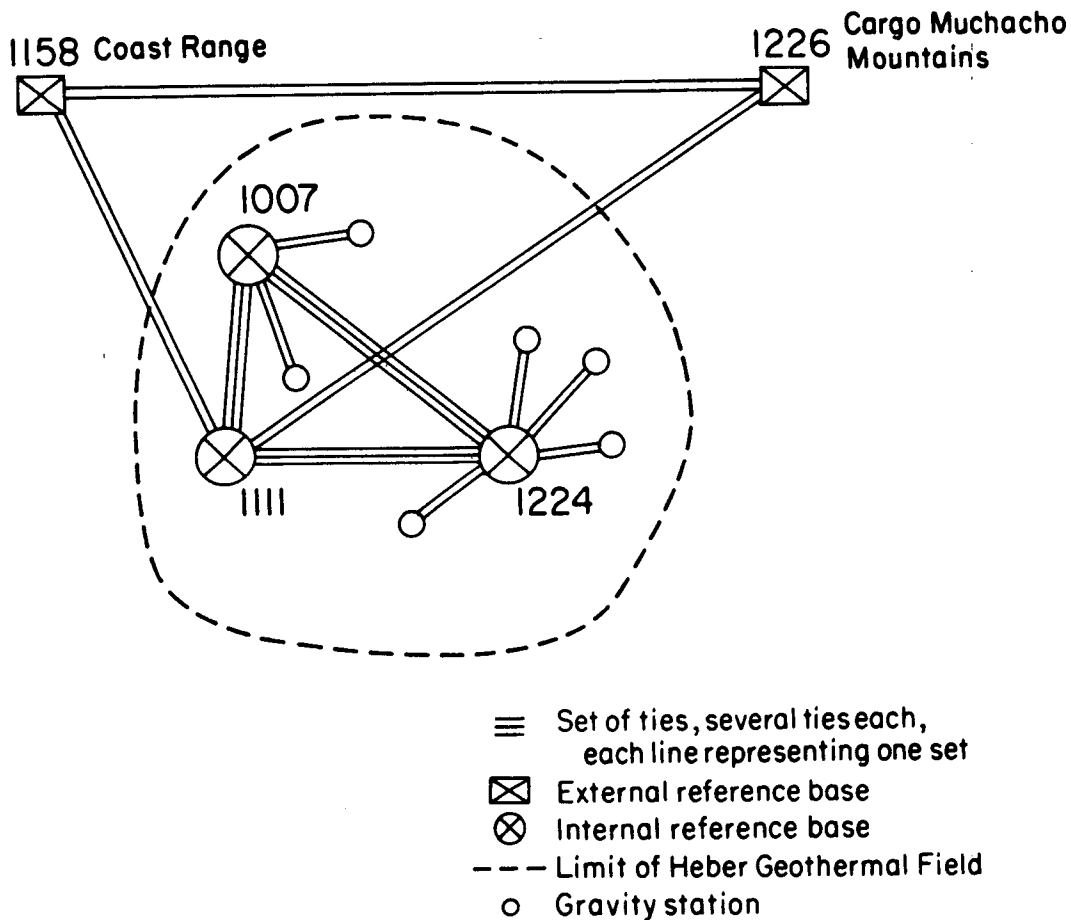 1158 Coast Range
1226 Cargo Muchacho
Mountains
1007
1111
1224
Set of ties, several ties each,
each line representing one set
External reference base
Internal reference base
Limit of Heber Geothermal Field
Gravity station